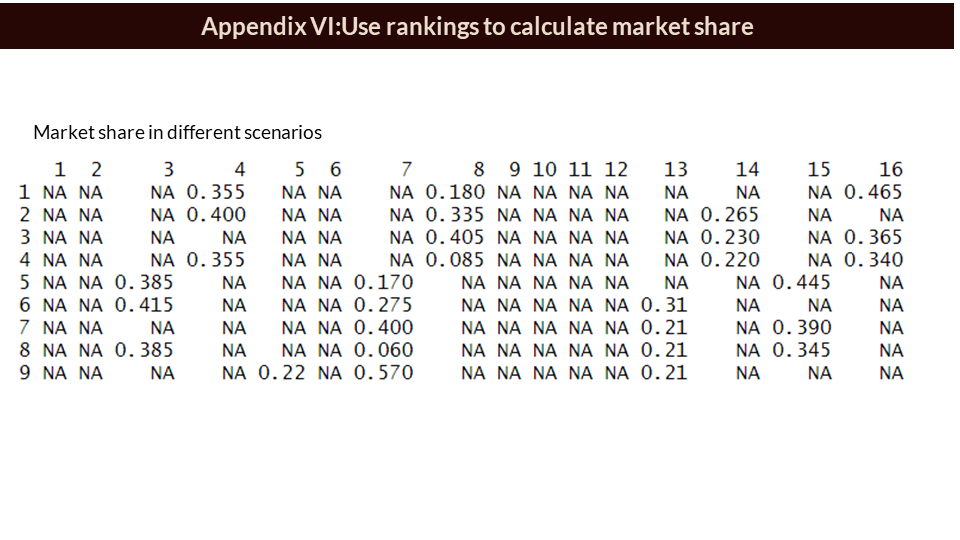 Appendix VI:Use rankings to calculate market share
Market share in different scenarios
1 2 3 4 5 6 7 8 9 10 11 12 13 14 15 16
1 NA NA NA 0.355 NA NA NA 0.180 NA NA NA NA NA NA NA 0.465
2 NA NA NA 0.400 NA NA NA 0.335 NA NA NA NA NA 0.265 NA NA
3 NA NA NA NA NA NA NA 0.405 NA NA NA NA NA 0.230 NA 0.365
4 NA NA NA 0.355 NA NA NA 0.085 NA NA NA NA NA 0.220 NA 0.340
5 NA NA 0.385 NA NA NA 0.170 NA NA NA NA NA NA NA 0.445 NA
6 NA NA 0.415 NA NA NA 0.275 NA NA NA NA NA 0.31 NA NA NA
7 NA NA NA NA NA NA 0.400 NA NA NA NA NA 0.21 NA 0.390 NA
8 NA NA 0.385 NA NA NA 0.060 NA NA NA NA NA 0.21 NA 0.345 NA
9 NA NA NA NA 0.22 NA 0.570 NA NA NA NA NA 0.21 NA NA NA